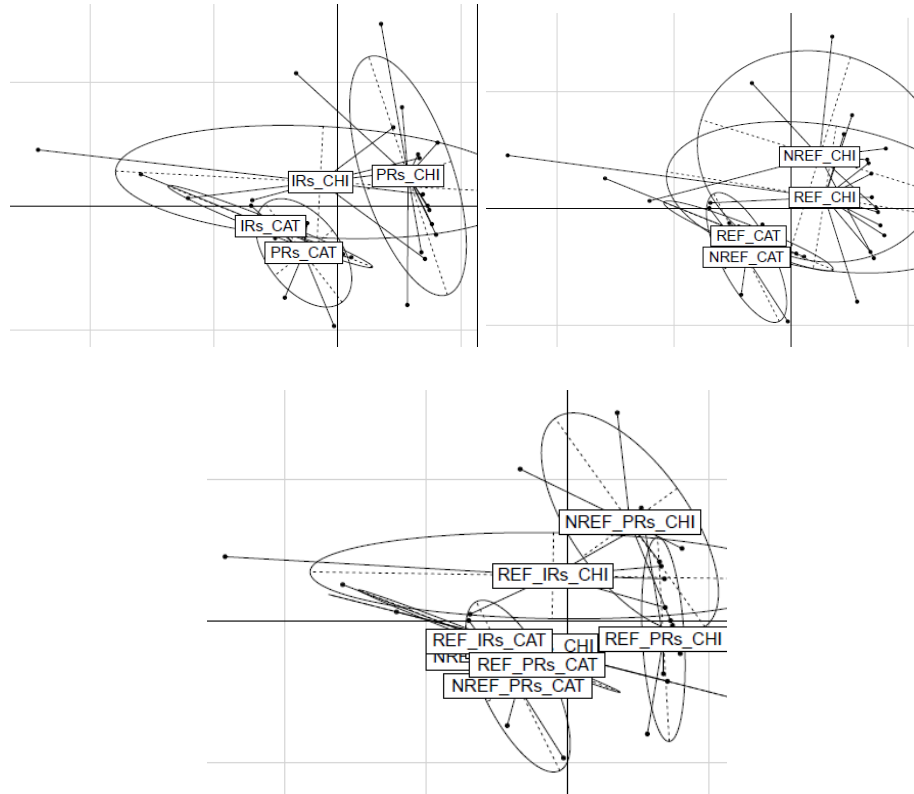 IRs_CHI
PRs_CHI
IRs_CAT
PRs_CAT
NREF_CHI
REF_CHI
REF_CAT
NREF_CAT
NREF_PRs_CHI
REF_IRs_CHI
REF_IRs_CAT
CHI
REF_PRs_CHI
REF_PRs_CAT
NREF_PRs_CAT